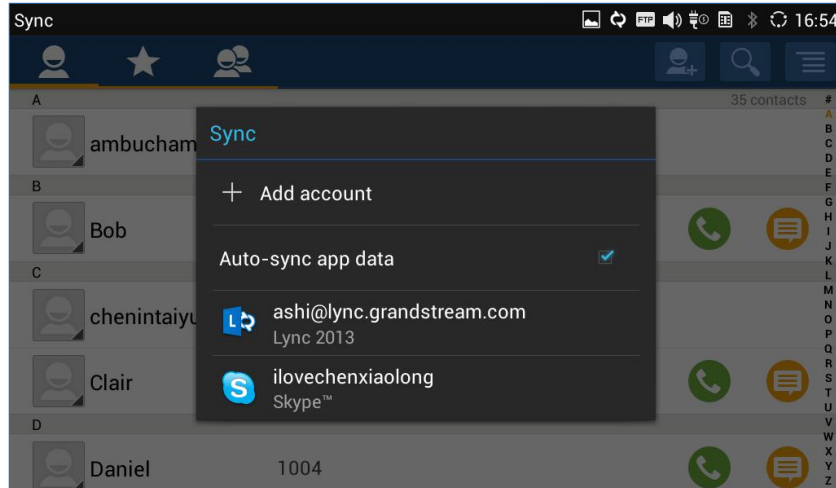 Sync
FTP
16:54
A
35 contacts
ambucham
B
Bob
C
chenintaiyu
Clair
D
Daniel
1004
Sync
Add account
Auto-sync app data
ashi@lync.grandstream.com
Lync 2013
ilovechenxiaolong
Skype™
#
A
B
C
D
E
F
G
H
I
J
K
L
M
N
O
P
Q
R
S
T
U
V
W
X
Y
Z